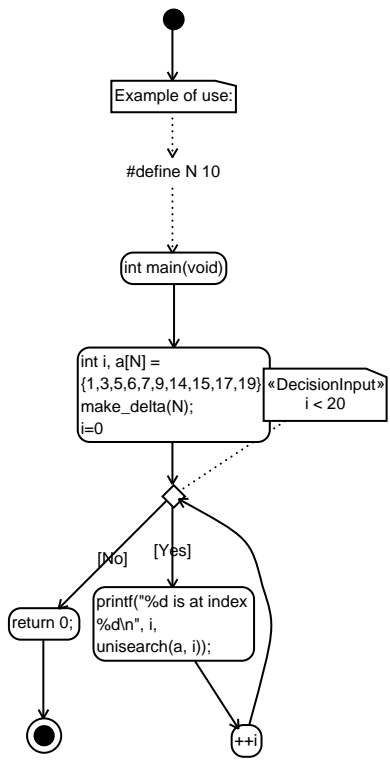 Example of use:
#define N 10
int main(void)
int i, a[N] =
{1,3,5,6,7,9,14,15,17,19}
make_delta(N);
i=0
«DecisionInput»
i < 20
[No]
[Yes]
return 0;
printf("%d is at index
%d\n", i,
unisearch(a, i));
++i